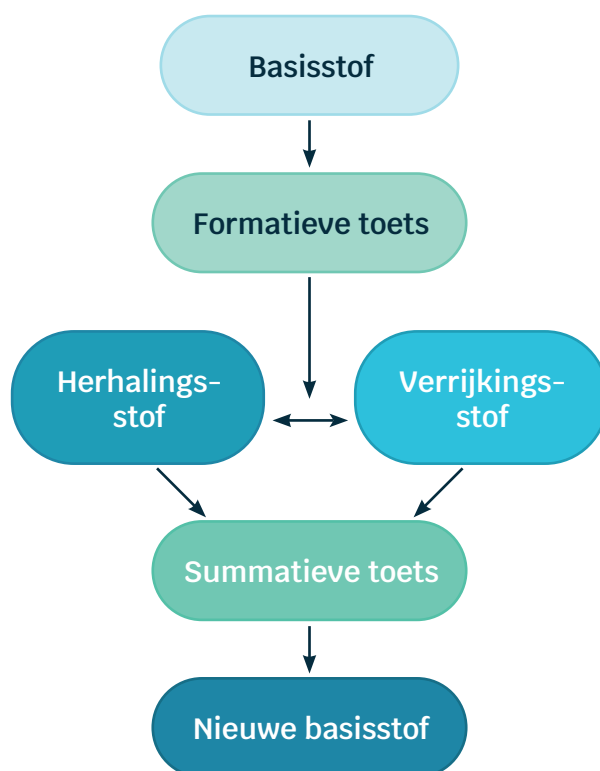 Basisstof
Formatieve toets
Herhalings-
stof
Verrijkings-
stof
Summatieve toets
Nieuwe basisstof